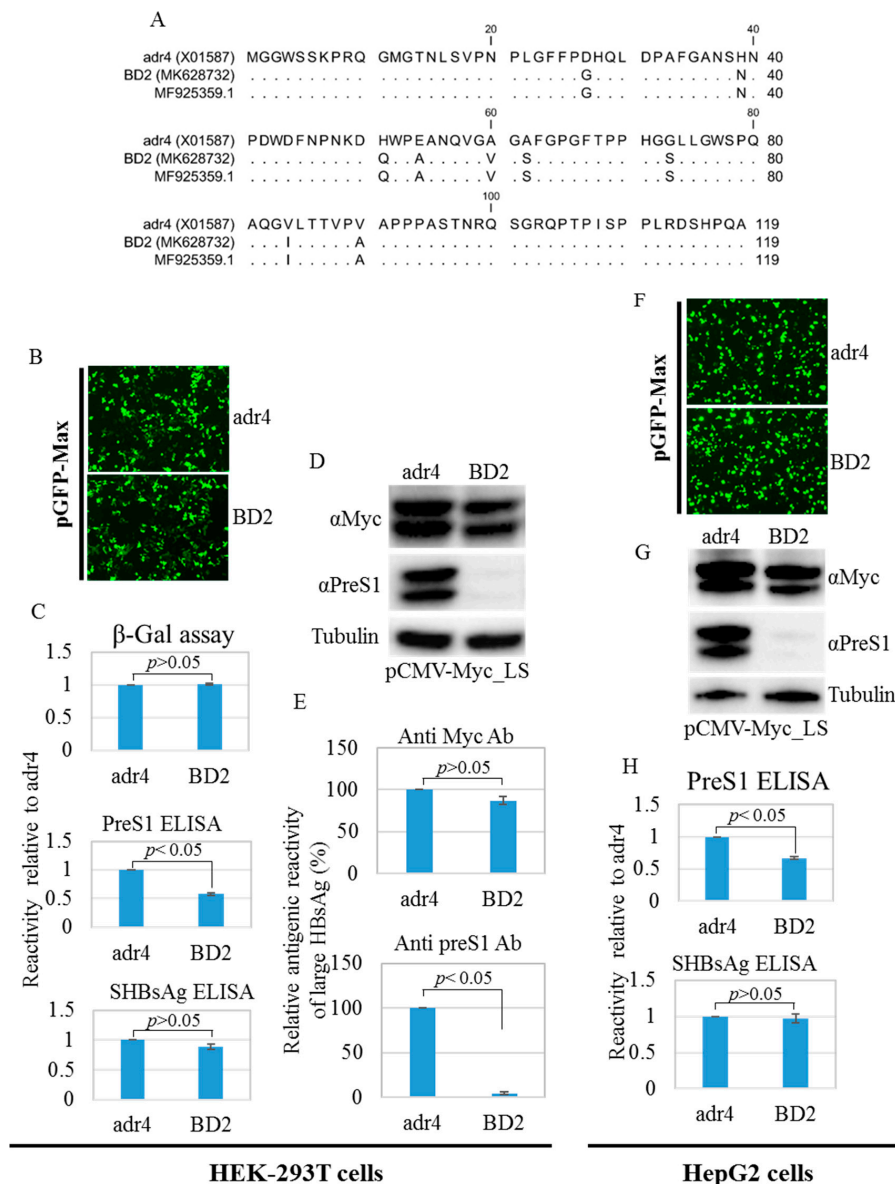 A
20
40
adr4 (X01587) MGGWSSKPRQ GMGTNLSVPN PLGFFPDHQL DPAFGANSHN 40
BD2 (MK628732) . . . . . . . . . . . . . . . . . . . . . . . . . . G . . . . . . . . . . . N . 40
MF925359.1 . . . . . . . . . . . . . . . . . . . . . . . . . . . . . . . . . . . . . . N . 40
60
80
adr4 (X01587) PDWDFNPNKD HWPEANQVGA GAFGPGFTPP HGGLLGWSPQ 80
BD2 (MK628732) . . . . . . . . . . Q . . A . . . . . V . S . . . . . . . . . . S . . . . . . . 80
MF925359.1 . . . . . . . . . . Q . . A . . . . . V . S . . . . . . . . . . S . . . . . . . 80
100
adr4 (X01587) AQGVLTTVPV APPPASTNRQ SGRQPTPISP PLRDSHPQA 119
BD2 (MK628732) . . . I . . . . . A . . . . . . . . . . . . . . . . . . . . . . . . . . . . . 119
MF925359.1 . . . I . . . . . A . . . . . . . . . . . . . . . . . . . . . . . . . . . . . 119
B
pGFP-Max
adr4
BD2
C
Reactivity relative to adr4
β-Gal assay
1.5
1
0.5
0
p>0.05
adr4 BD2
PreS1 ELISA
1.5
1
0.5
0
p< 0.05
adr4 BD2
SHBsAg ELISA
1.5
1
0.5
0
p>0.05
adr4 BD2
D
adr4 BD2
αMyc
αPreS1
Tubulin
pCMV-Myc_LS
E
Relative antigenic reactivity
of large HBsAg (%)
Anti Myc Ab
150
100
50
0
p>0.05
adr4 BD2
Anti preS1 Ab
150
100
50
0
p< 0.05
adr4 BD2
HEK-293T cells
F
pGFP-Max
adr4
BD2
G
adr4 BD2
αMyc
αPreS1
Tubulin
pCMV-Myc_LS
H
Reactivity relative to adr4
PreS1 ELISA
1.5
1
0.5
0
p< 0.05
adr4 BD2
SHBsAg ELISA
1.5
1
0.5
0
p>0.05
adr4 BD2
HepG2 cells